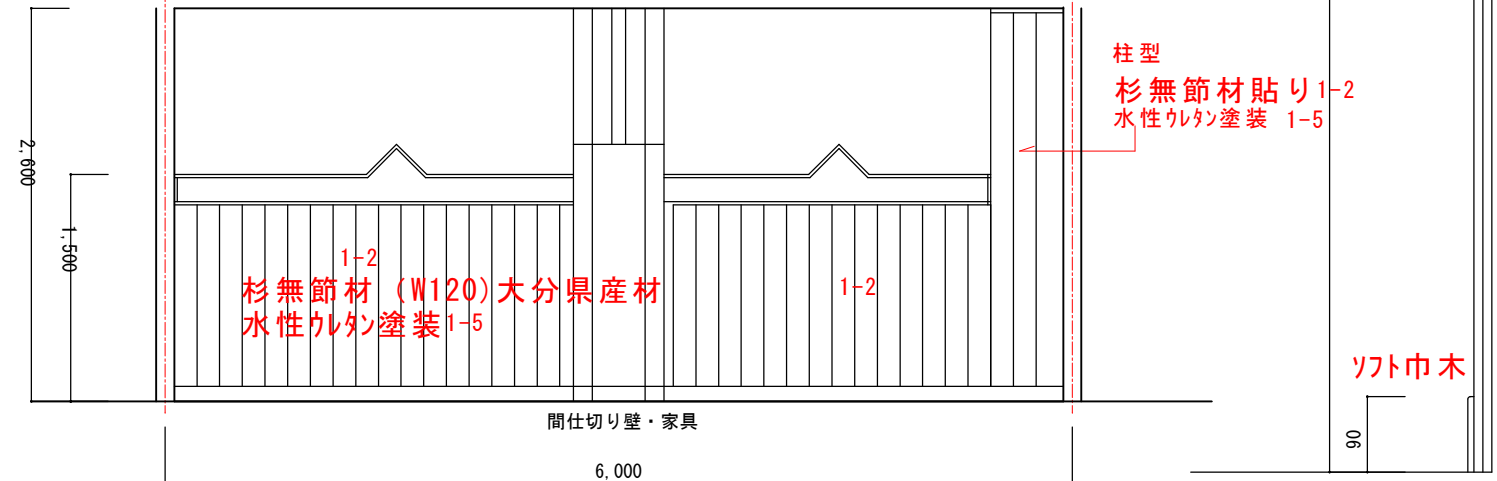 柱型
杉無節材貼り1-2
水性ウレタン塗装 1-5
2,600
1,500
1-2
杉無節材 (W120)大分県産材
水性ウレタン塗装1-5
1-2
ソフト巾木
90
間仕切り壁・家具
6,000